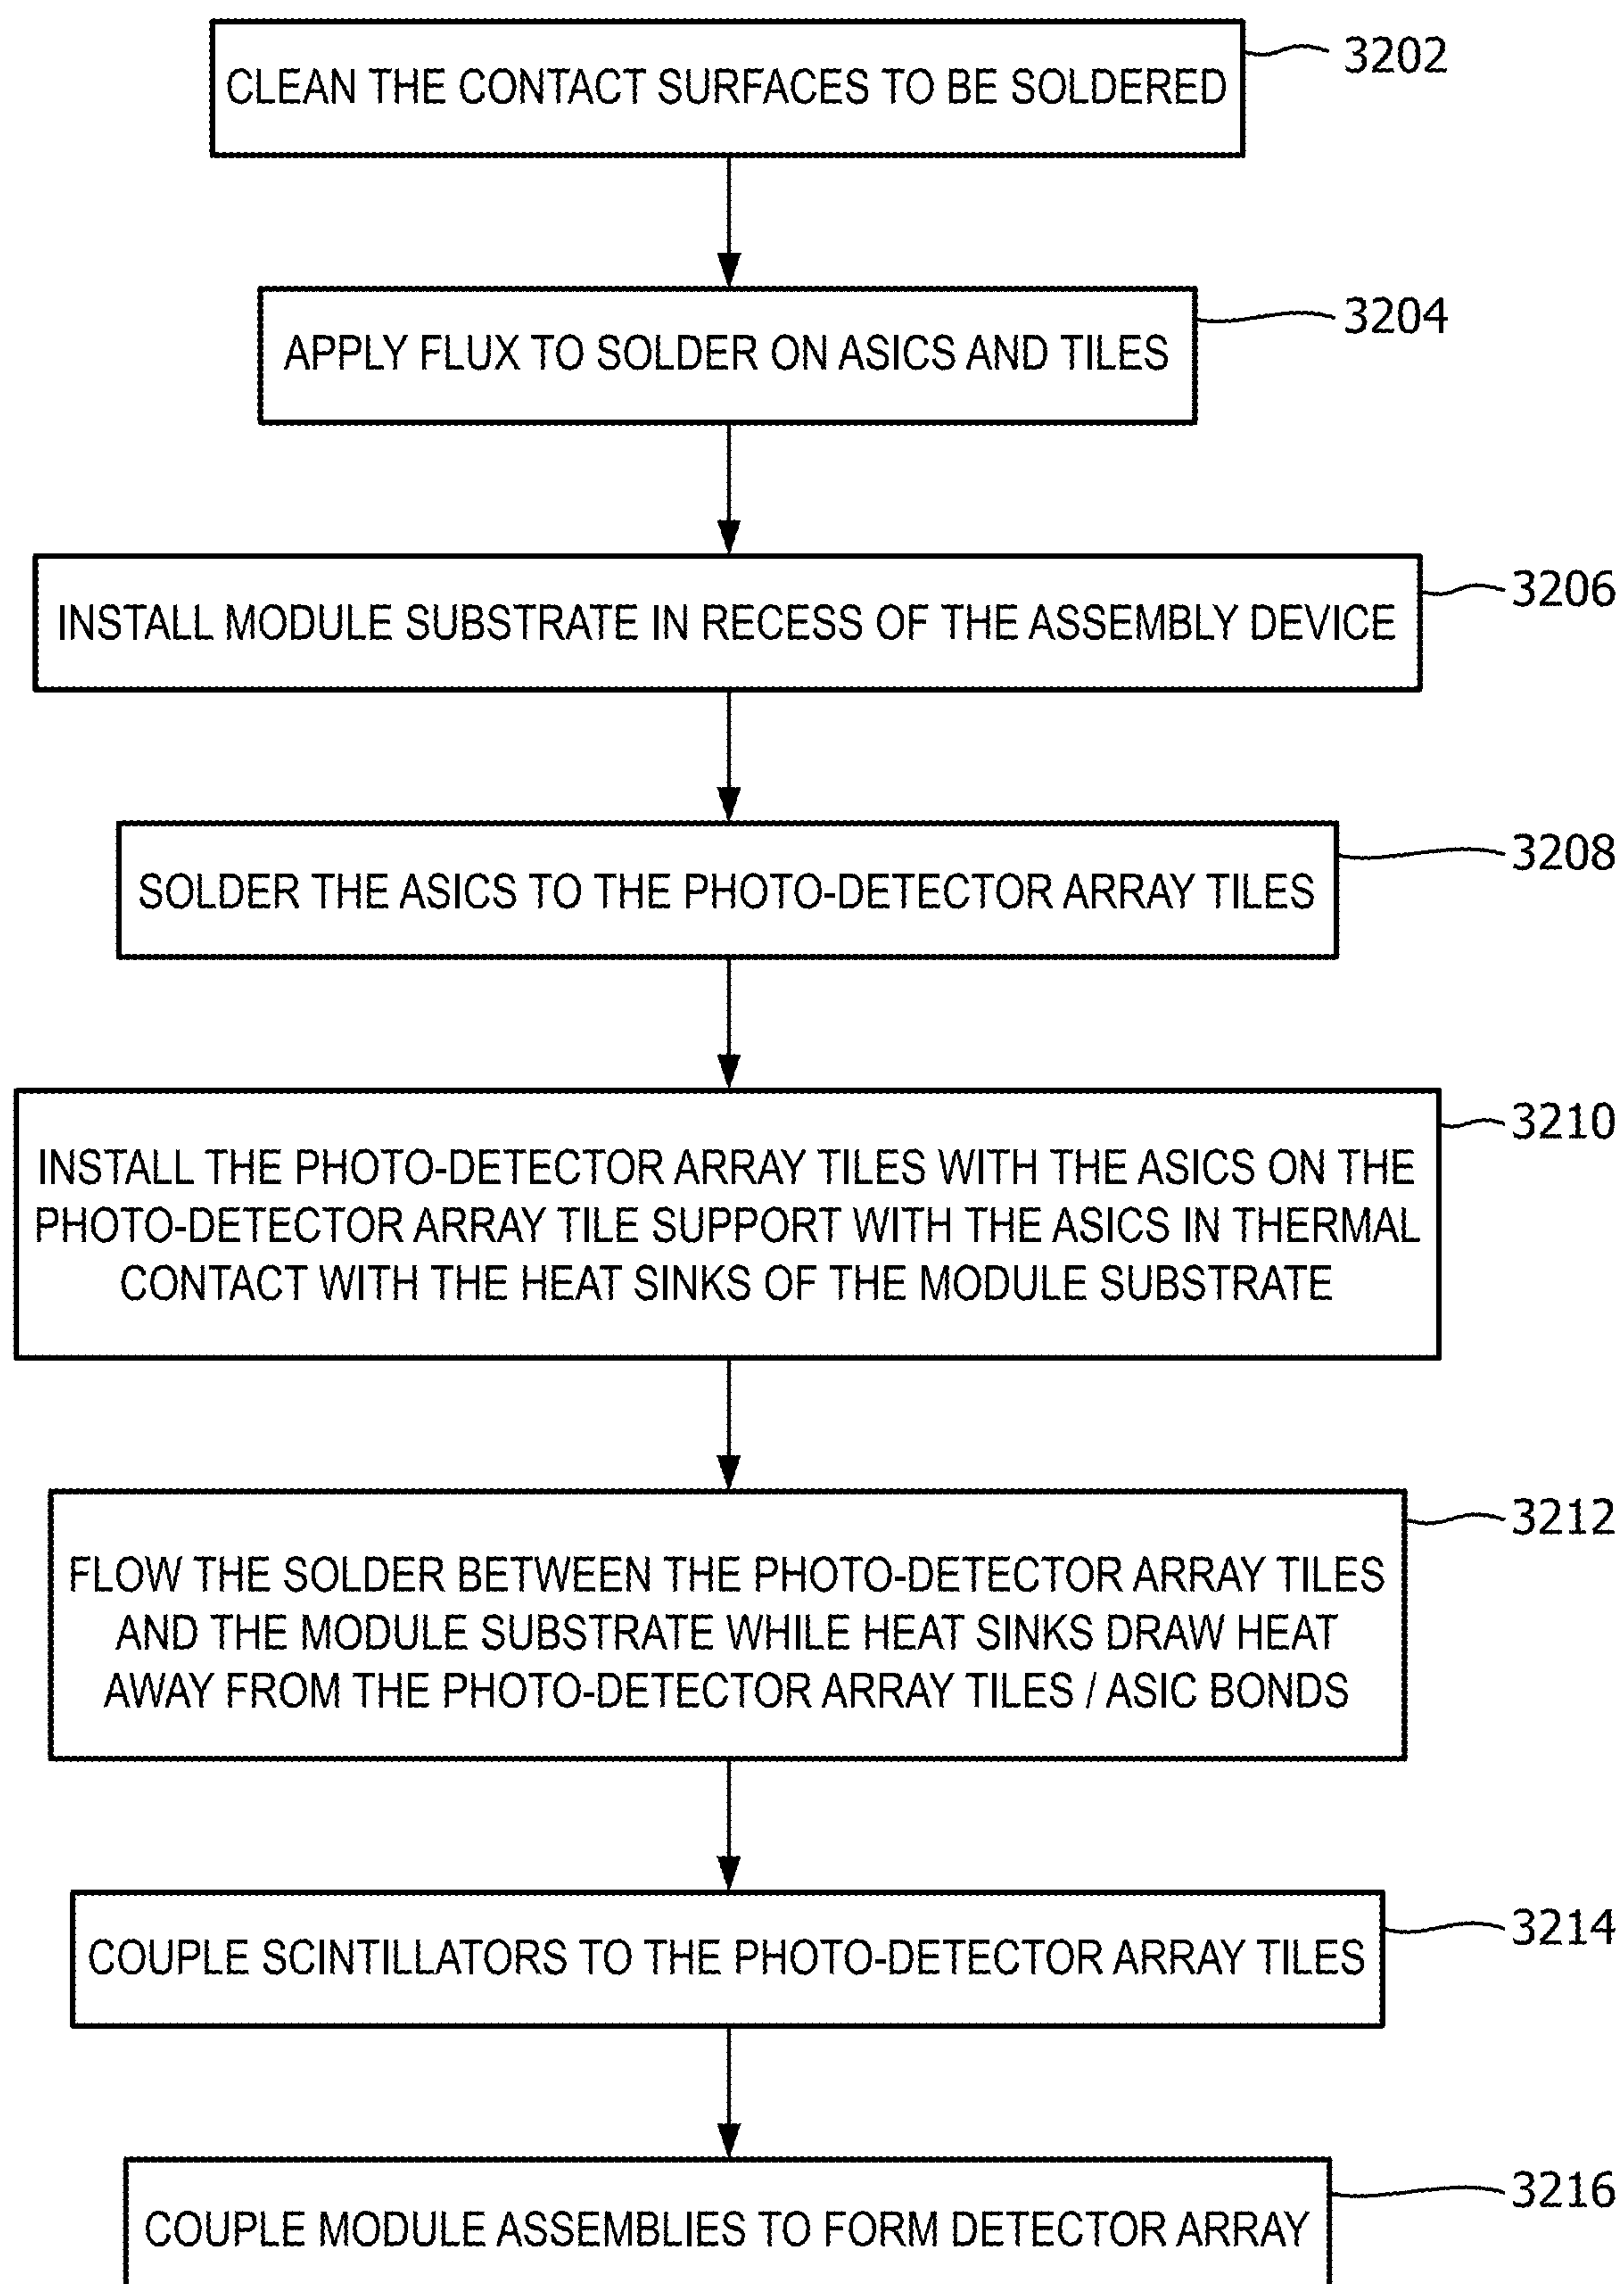 CLEAN THE CONTACT SURFACES TO BE SOLDERED
3202
APPLY FLUX TO SOLDER ON ASICS AND TILES
3204
INSTALL MODULE SUBSTRATE IN RECESS OF THE ASSEMBLY DEVICE
3206
SOLDER THE ASICS TO THE PHOTO-DETECTOR ARRAY TILES
3208
INSTALL THE PHOTO-DETECTOR ARRAY TILES WITH THE ASICS ON THE
PHOTO-DETECTOR ARRAY TILE SUPPORT WITH THE ASICS IN THERMAL
CONTACT WITH THE HEAT SINKS OF THE MODULE SUBSTRATE
3210
FLOW THE SOLDER BETWEEN THE PHOTO-DETECTOR ARRAY TILES
AND THE MODULE SUBSTRATE WHILE HEAT SINKS DRAW HEAT
AWAY FROM THE PHOTO-DETECTOR ARRAY TILES / ASIC BONDS
3212
COUPLE SCINTILLATORS TO THE PHOTO-DETECTOR ARRAY TILES
3214
COUPLE MODULE ASSEMBLIES TO FORM DETECTOR ARRAY
3216